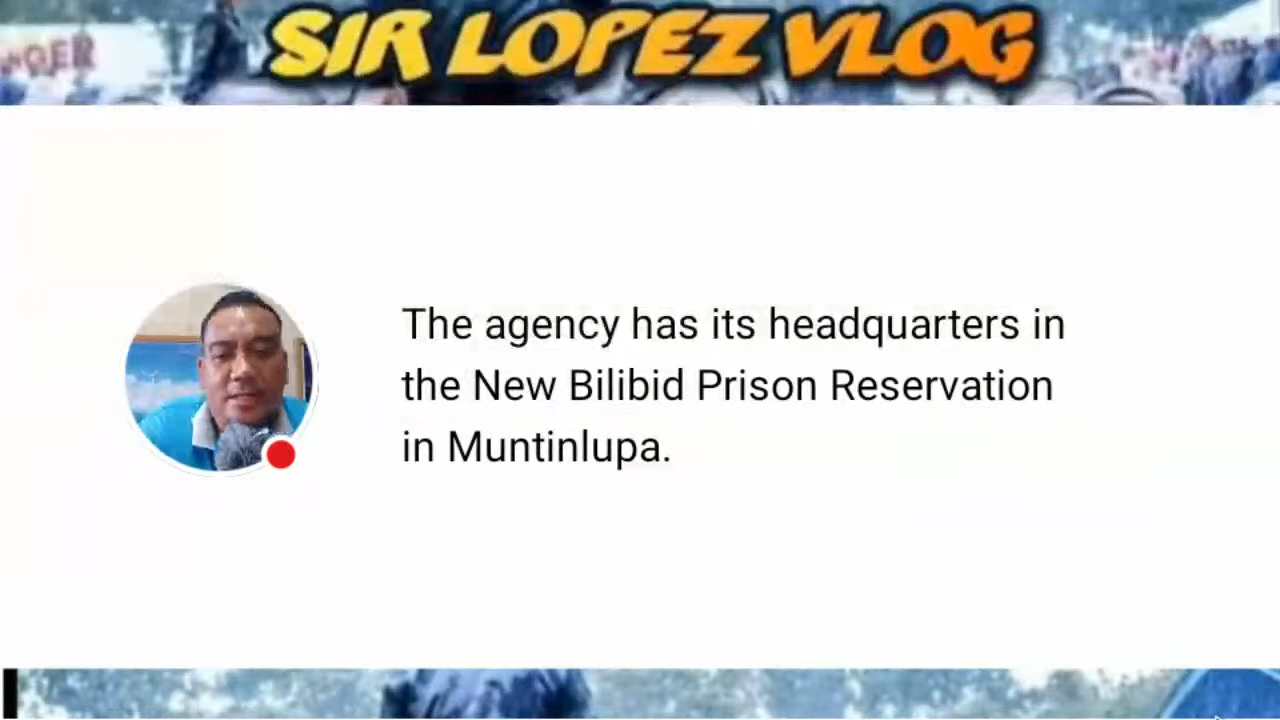 SIR LOPEZ VLOG
The agency has its headquarters in
the New Bilibid Prison Reservation
in Muntinlupa.